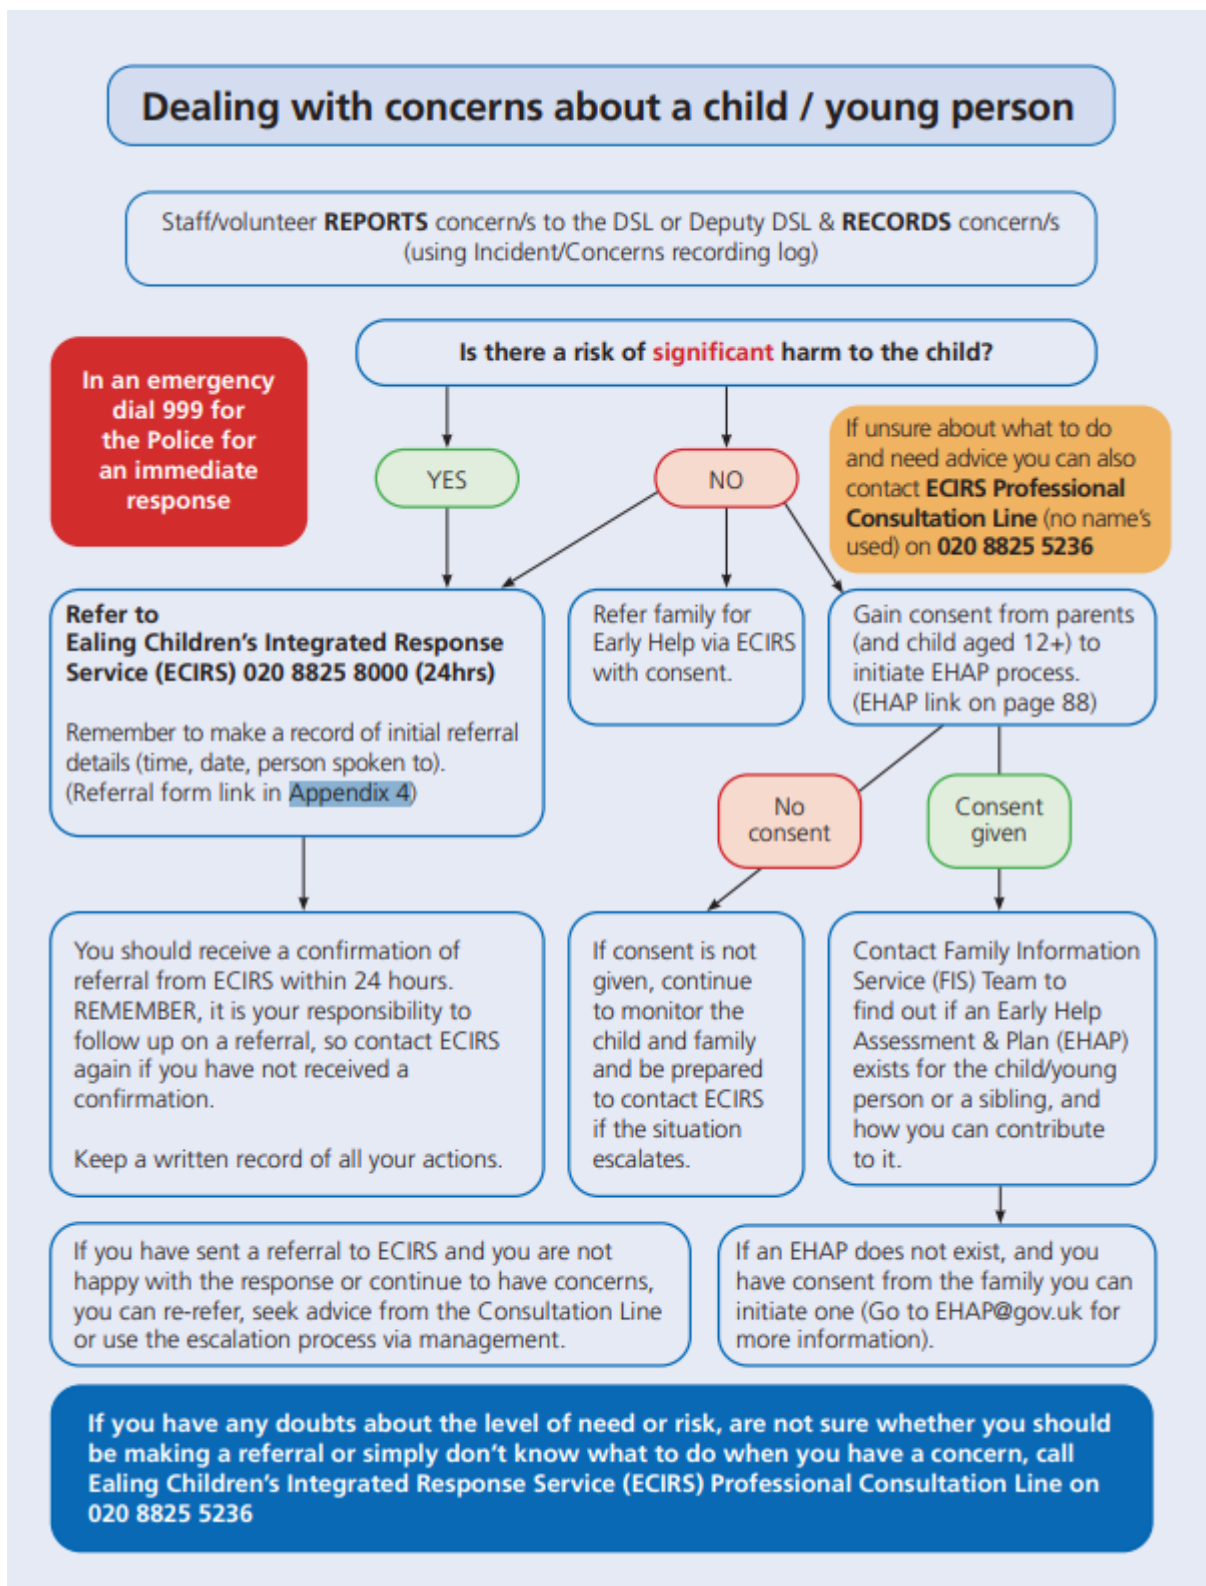 Dealing with concerns about a child / young person
Staff/volunteer REPORTS concern/s to the DSL or Deputy DSL & RECORDS concern/s
(using Incident/Concerns recording log)
Is there a risk of significant harm to the child?
In an emergency
dial 999 for
the Police for
an immediate
response
YES
NO
If unsure about what to do
and need advice you can also
contact ECIRS Professional
Consultation Line (no name's
used) on 020 8825 5236
Refer to
Ealing Children's Integrated Response
Service (ECIRS) 020 8825 8000 (24hrs)
Remember to make a record of initial referral
details (time, date, person spoken to).
(Referral form link in Appendix 4)
Refer family for
Early Help via ECIRS
with consent.
Gain consent from parents
(and child aged 12+) to
initiate EHAP process.
(EHAP link on page 88)
No
consent
Consent
given
You should receive a confirmation of
referral from ECIRS within 24 hours.
REMEMBER, it is your responsibility to
follow up on a referral, so contact ECIRS
again if you have not received a
confirmation.
Keep a written record of all your actions.
If consent is not
given, continue
to monitor the
child and family
and be prepared
to contact ECIRS
if the situation
escalates.
Contact Family Information
Service (FIS) Team to
find out if an Early Help
Assessment & Plan (EHAP)
exists for the child/young
person or a sibling, and
how you can contribute
to it.
If you have sent a referral to ECIRS and you are not
happy with the response or continue to have concerns,
you can re-refer, seek advice from the Consultation Line
or use the escalation process via management.
If an EHAP does not exist, and you
have consent from the family you can
initiate one (Go to EHAP@gov.uk for
more information).
If you have any doubts about the level of need or risk, are not sure whether you should
be making a referral or simply don't know what to do when you have a concern, call
Ealing Children's Integrated Response Service (ECIRS) Professional Consultation Line on
020 8825 5236